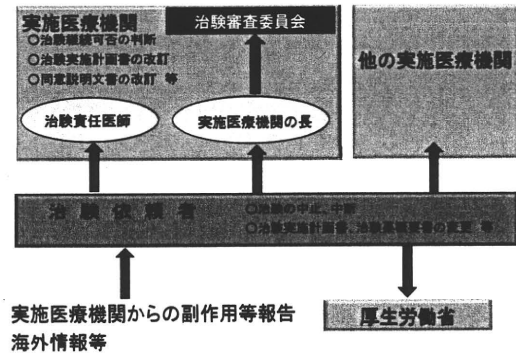 実施医療機関
治験審査委員会
○治験継続可否の判断
○治験実施計画書の改訂
○同意説明文書の改訂 等
他の実施医療機関
治験責任医師
実施医療機関の長
治験依頼者
○治験の中止、中断
○治験実施計画書、治験薬概要書の変更 等
実施医療機関からの副作用等報告
海外情報等
厚生労働省